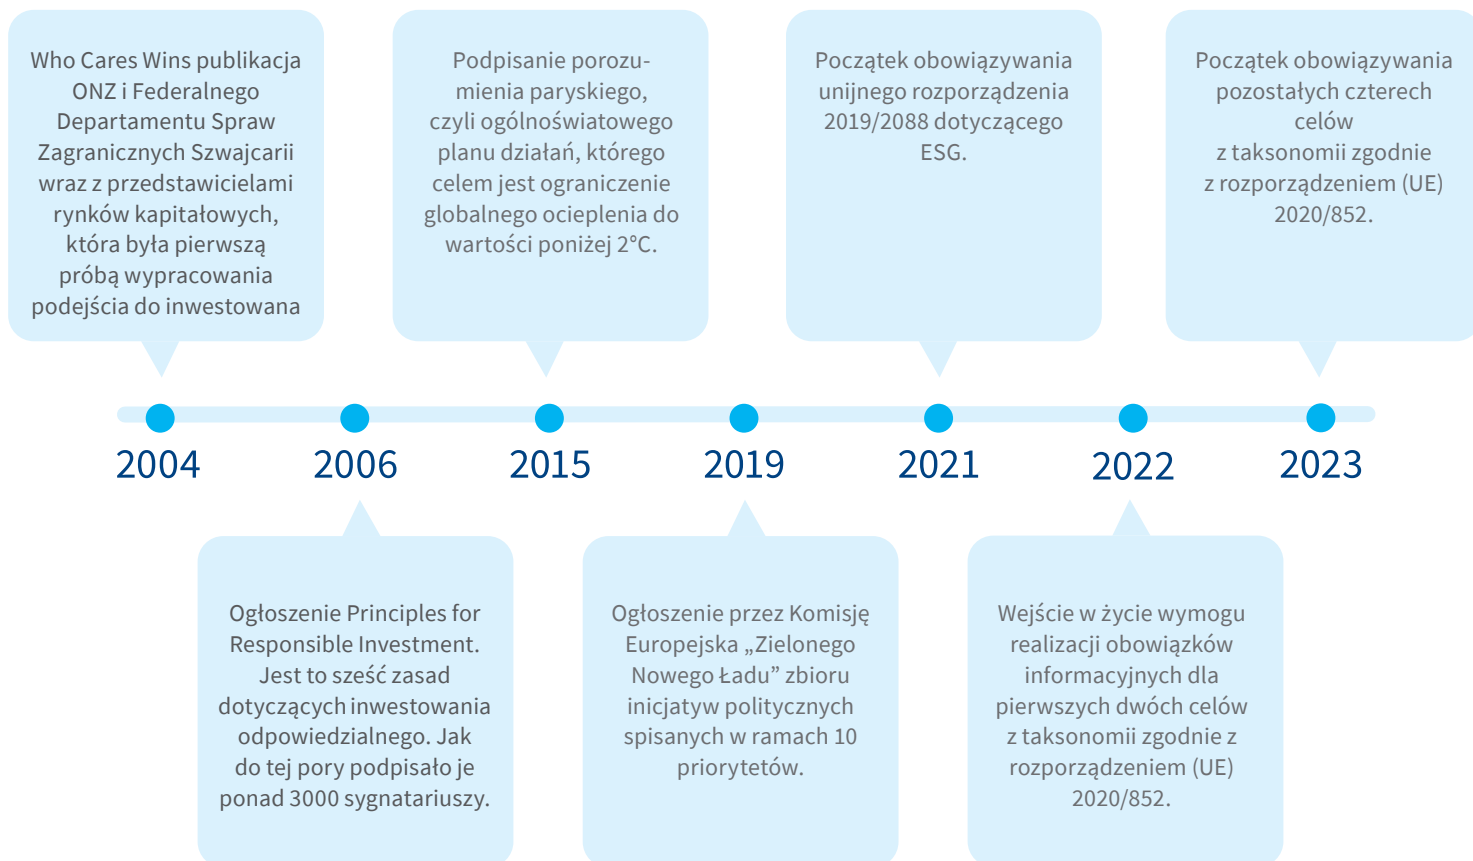 Who Cares Wins publikacja
ONZ i Federalnego
Departamentu Spraw
Zagranicznych Szwajcarii
wraz z przedstawicielami
rynków kapitałowych,
która była pierwszą
próbą wypracowania
podejścia do inwestowana
Podpisanie porozu-
mienia paryskiego,
czyli ogólnoświatowego
planu działań, którego
celem jest ograniczenie
globalnego ocieplenia do
wartości poniżej 2°C.
Początek obowiązywania
unijnego rozporządzenia
2019/2088 dotyczącego
ESG.
Początek obowiązywania
pozostałych czterech
celów
z taksonomii zgodnie
z rozporządzeniem (UE)
2020/852.
2004
2006
2015
2019
2021
2022
2023
Ogłoszenie Principles for
Responsible Investment.
Jest to sześć zasad
dotyczących inwestowania
odpowiedzialnego. Jak
do tej pory podpisało je
ponad 3000 sygnatariuszy.
Ogłoszenie przez Komisję
Europejska „Zielonego
Nowego Ładu” zbioru
inicjatyw politycznych
spisanych w ramach 10
priorytetów.
Wejście w życie wymogu
realizacji obowiązków
informacyjnych dla
pierwszych dwóch celów
z taksonomii zgodnie z
rozporządzeniem (UE)
2020/852.